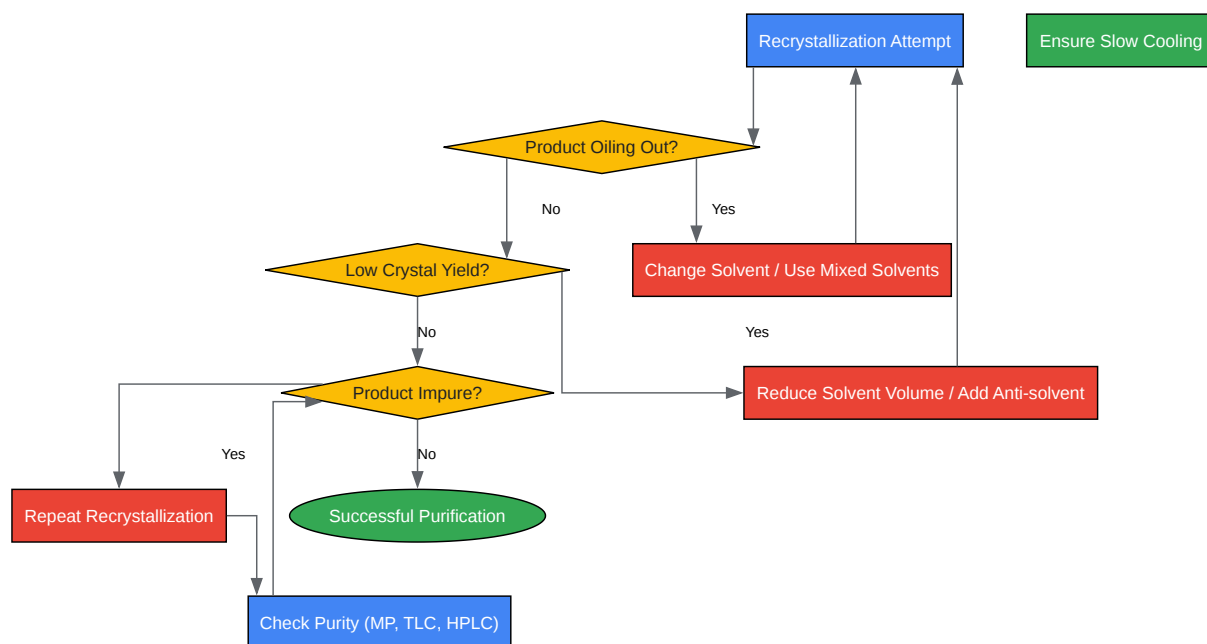 Recrystallization Attempt
Ensure Slow Cooling
Product Oiling Out?
No
Yes
Low Crystal Yield?
Change Solvent / Use Mixed Solvents
No
Yes
Product Impure?
Reduce Solvent Volume / Add Anti-solvent
Yes
No
Repeat Recrystallization
Successful Purification
Check Purity (MP, TLC, HPLC)